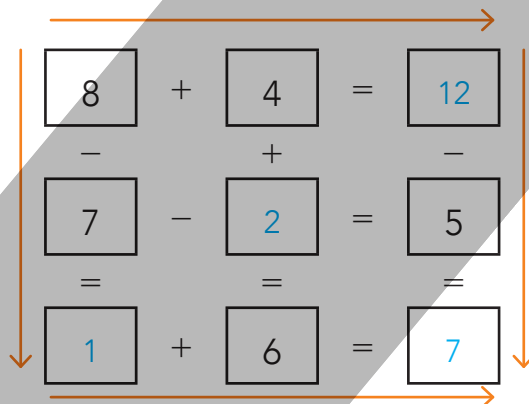 8 + 4 = 12
− + −
7 − 2 = 5
= = =
1 + 6 = 7